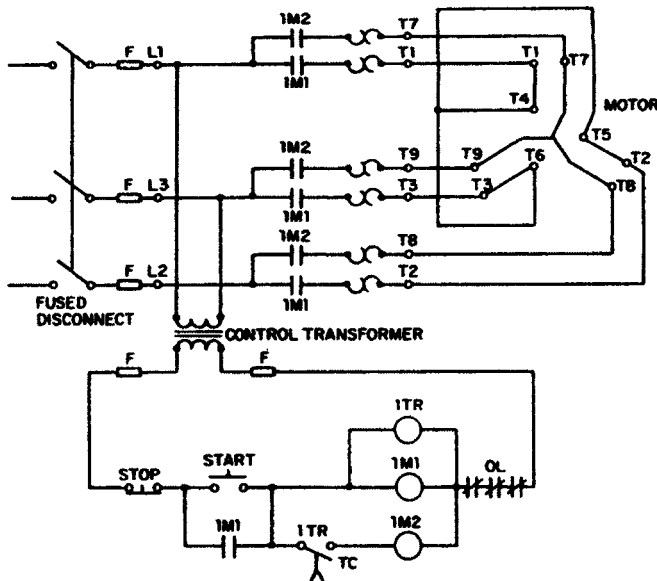 1M2
T7
F
L1
T1
T1
T7
1M1
T4
MOTOR
1M2
T5
F
L3
T9
T9
T6
T2
T3
T3
T8
1M1
1M2
T8
F
L2
T2
1M1
FUSED
DISCONNECT
CONTROL TRANSFORMER
F
F
1TR
STOP
START
1M1
OL
1M1
1TR
1M2
TC